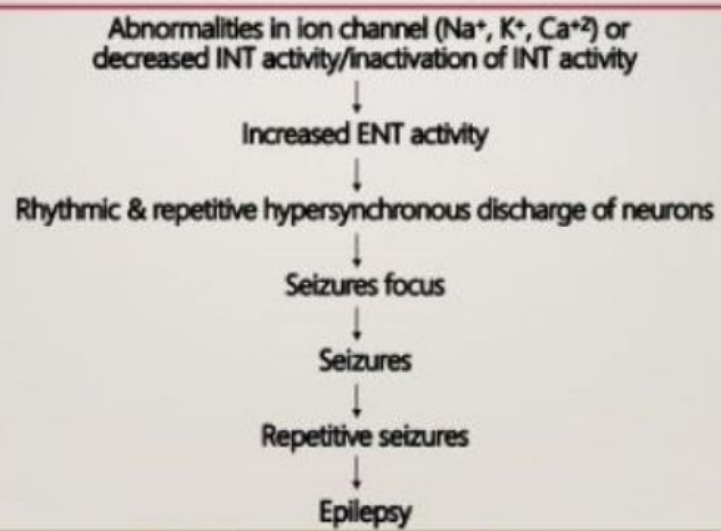 Abnormalities in ion channel (Na⁺, K⁺, Ca⁺²) or
decreased INT activity/inactivation of INT activity
Increased ENT activity
Rhythmic & repetitive hypersynchronous discharge of neurons
Seizures focus
Seizures
Repetitive seizures
Epilepsy